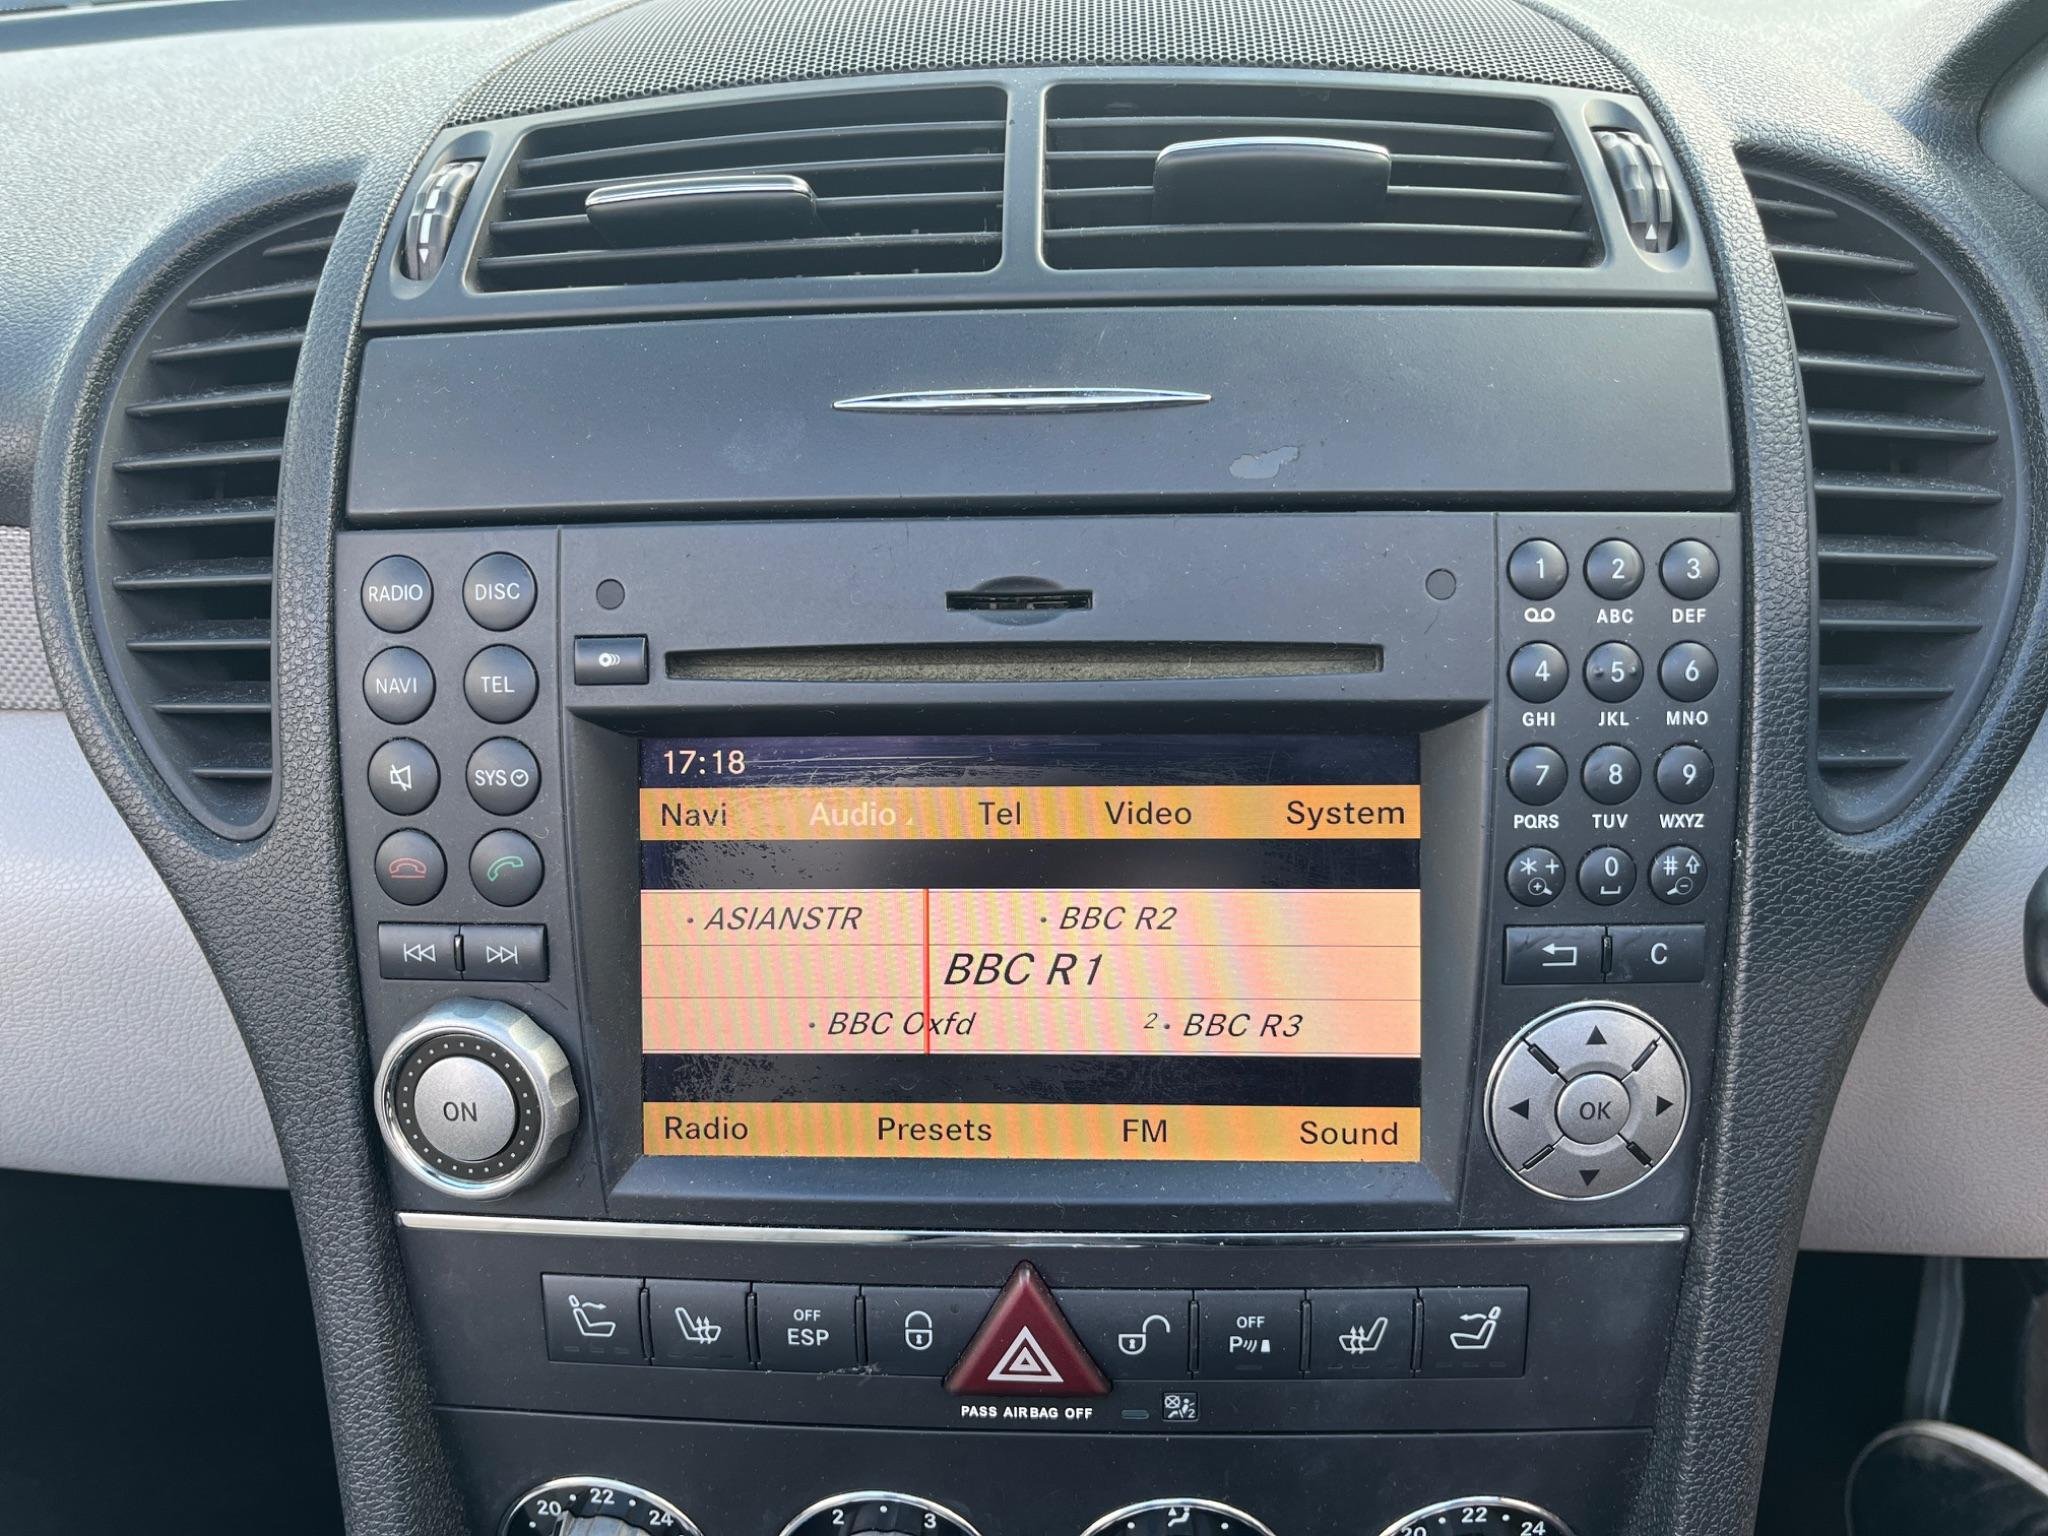 RADIO DISC
NAVI TEL
SYS
1 2 3
ABC DEF
4 5 6
GHI JKL MNO
7 8 9
PQRS TUV WXYZ
* + 0 #
C
17:18
Navi Audio Tel Video System
· ASIANSTR · BBC R2
BBC R1
· BBC Oxfd 2 · BBC R3
Radio Presets FM Sound
ON
OK
OFF
ESP
OFF
P
PASS AIRBAG OFF
2
20 · 22 · 24
2 3
20 · 22 · 24